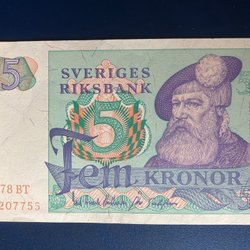 5
SVERIGES
RIKSBANK
5
Fem KRONOR
78 BT
207755